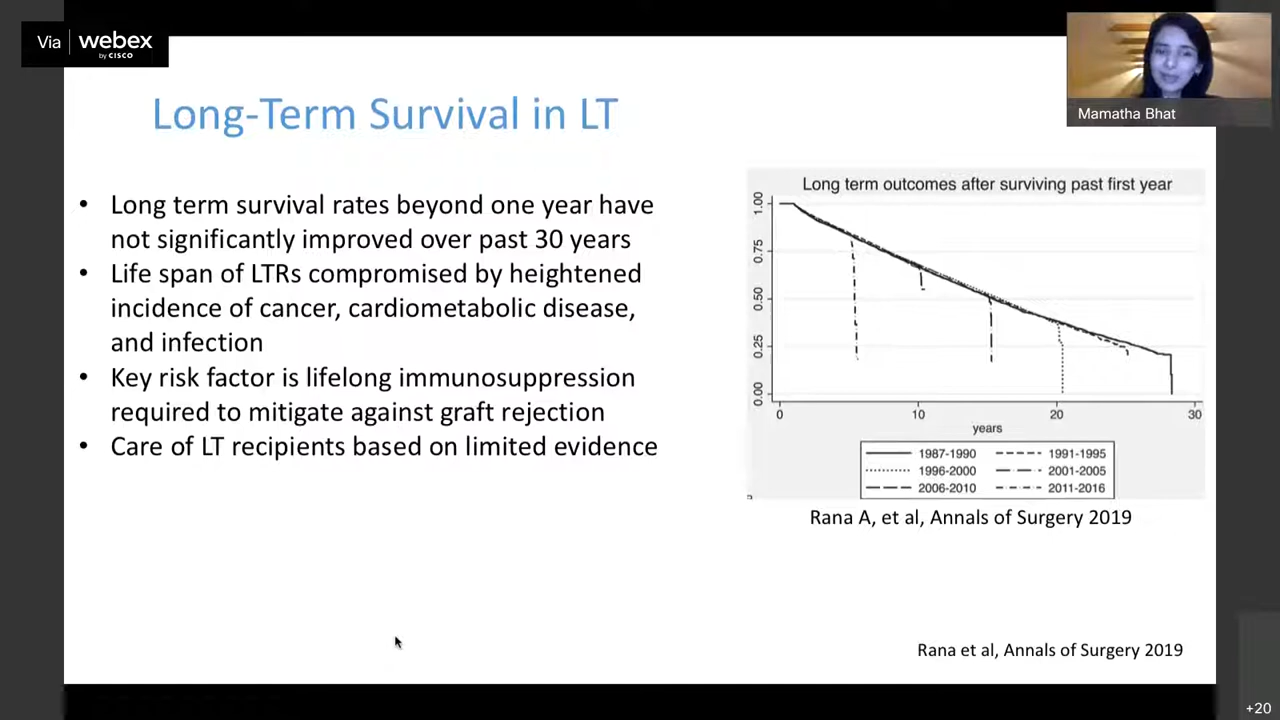 Via webex
by CISCO
Mamatha Bhat
Long-Term Survival in LT
• Long term survival rates beyond one year have
not significantly improved over past 30 years
• Life span of LTRs compromised by heightened
incidence of cancer, cardiometabolic disease,
and infection
• Key risk factor is lifelong immunosuppression
required to mitigate against graft rejection
• Care of LT recipients based on limited evidence
Long term outcomes after surviving past first year
1.00
0.75
0.50
0.25
0.00
0 10 20 30
years
1987-1990 1991-1995
1996-2000 2001-2005
2006-2010 2011-2016
Rana A, et al, Annals of Surgery 2019
Rana et al, Annals of Surgery 2019
+20